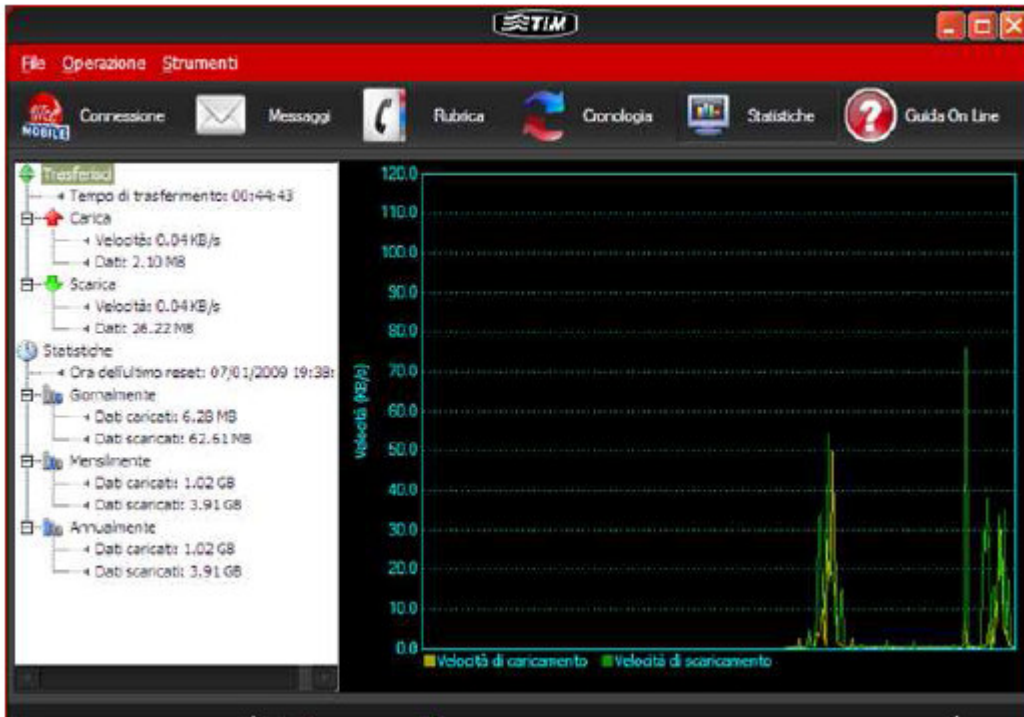 TIM
File Operazione Strumenti
MOBILE Connessione Messaggi Rubrica Cronologia Statistiche Guida On Line
Trasferisci
Tempo di trasferimento: 00:44:43
Carica
Velocità: 0.04 KB/s
Dati: 2.10 MB
Scarica
Velocità: 0.04 KB/s
Dati: 26.22 MB
Statistiche
Ora dell'ultimo reset: 07/01/2009 19:38:
Giornalmente
Dati caricati: 6.28 MB
Dati scaricati: 62.61 MB
Mensilmente
Dati caricati: 1.02 GB
Dati scaricati: 3.91 GB
Annualmente
Dati caricati: 1.02 GB
Dati scaricati: 3.91 GB
Velocità (KB/s)
120.0
110.0
100.0
90.0
80.0
70.0
60.0
50.0
40.0
30.0
20.0
10.0
0.0
Velocità di caricamento Velocità di scaricamento